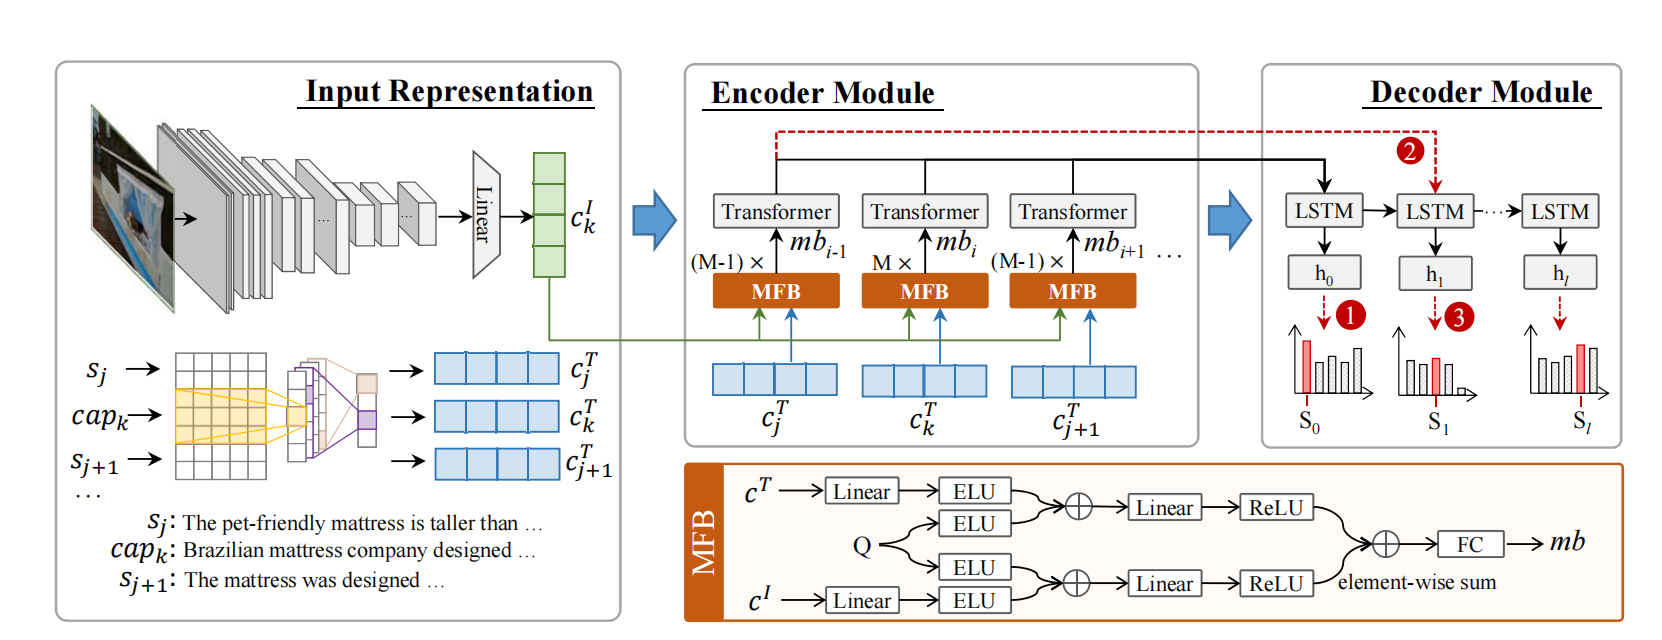 Input Representation
Linear
c_k^I
...
...
s_j
cap_k
s_{j+1}
...
c_j^T
c_k^T
c_{j+1}^T
s_j: The pet-friendly mattress is taller than ...
cap_k: Brazilian mattress company designed ...
s_{j+1}: The mattress was designed ...
Encoder Module
Transformer Transformer Transformer
(M-1) × mb_{i-1} M × mb_i (M-1) × mb_{i+1} ...
MFB MFB MFB
c_j^T c_k^T c_{j+1}^T
Decoder Module
2
LSTM LSTM ... LSTM
h_0 h_1 h_l
1 3
S_0 S_1 S_l
MFB
c^T Linear ELU Linear ReLU
Q ELU
ELU
FC mb
element-wise sum
c^I Linear ELU Linear ReLU